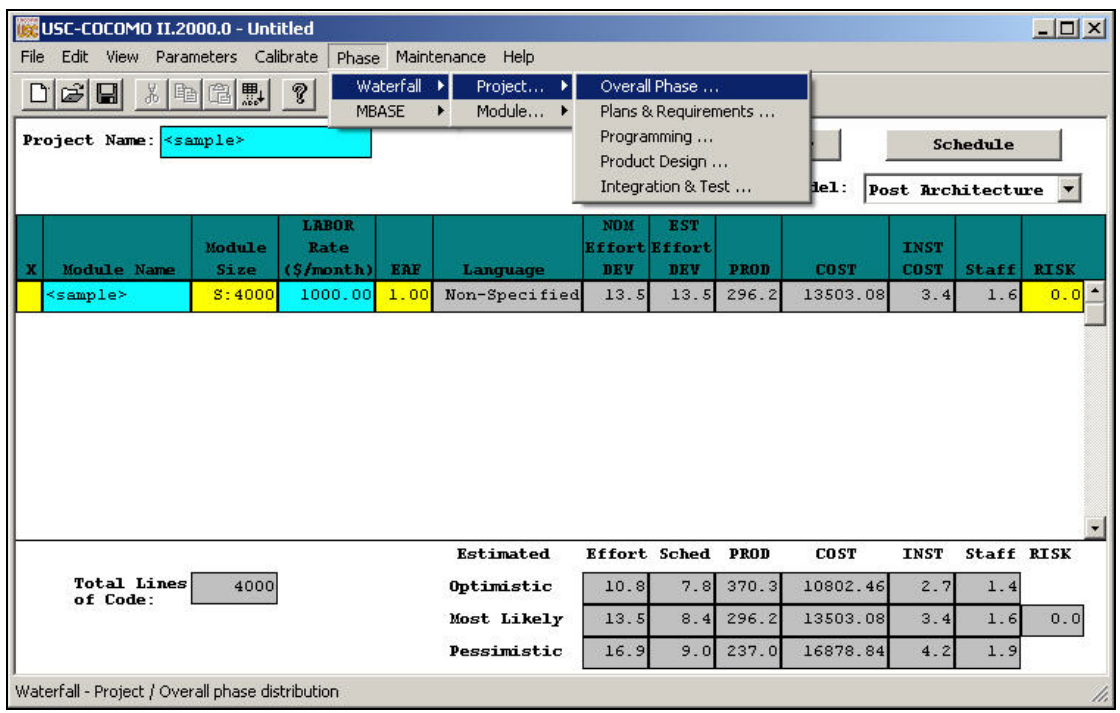 USC-COCOMO II.2000.0 - Untitled
File Edit View Parameters Calibrate Phase Maintenance Help
Waterfall Project... Overall Phase ...
MBASE Module... Plans & Requirements ...
Programming ...
Product Design ...
Integration & Test ...
Project Name: <sample>
Schedule
del: Post Architecture
X Module Name Module Size LABOR Rate ($/month) EAF Language NOM Effort DEV EST Effort DEV PROD COST INST COST Staff RISK
<sample> S:4000 1000.00 1.00 Non-Specified 13.5 13.5 296.2 13503.08 3.4 1.6 0.0
Estimated Effort Sched PROD COST INST Staff RISK
Total Lines of Code: 4000
Optimistic 10.8 7.8 370.3 10802.46 2.7 1.4
Most Likely 13.5 8.4 296.2 13503.08 3.4 1.6 0.0
Pessimistic 16.9 9.0 237.0 16878.84 4.2 1.9
Waterfall - Project / Overall phase distribution